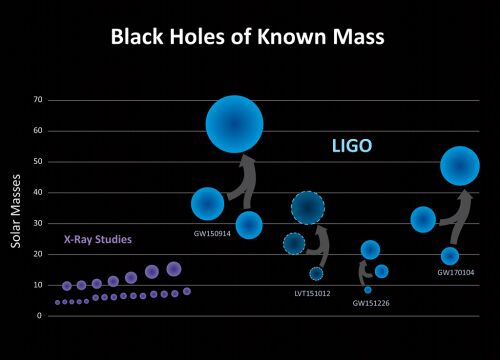 Black Holes of Known Mass
70
60
50
40
30
20
10
0
Solar Masses
LIGO
X-Ray Studies
GW150914
LVT151012
GW151226
GW170104